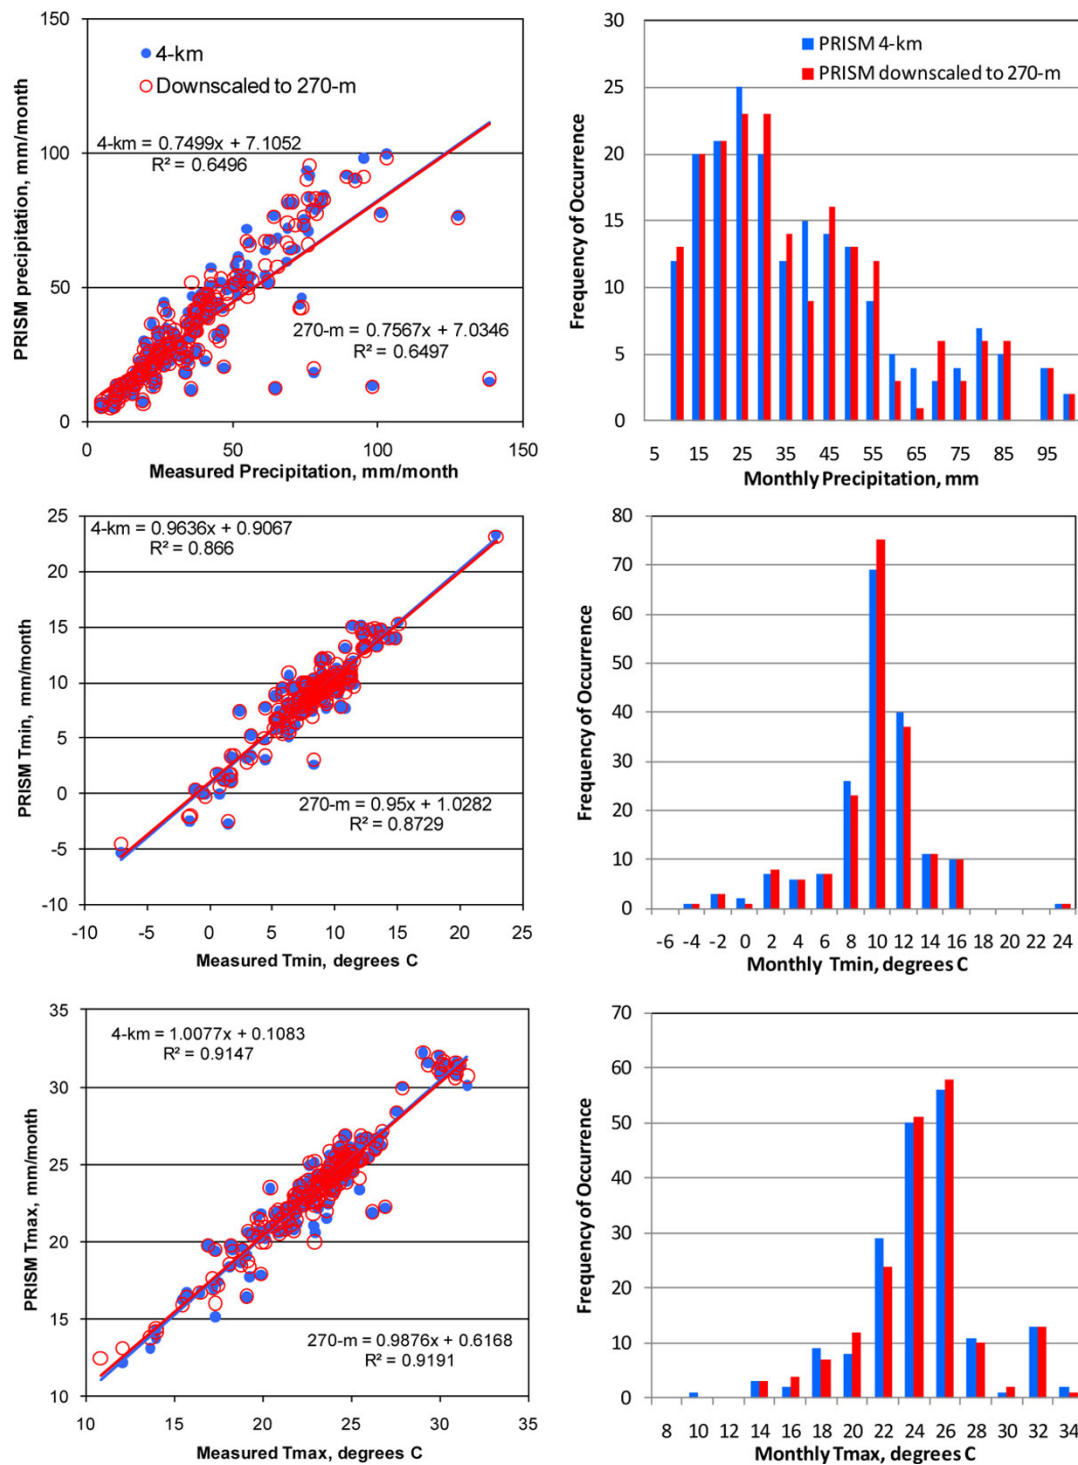 150
100
50
0
PRISM precipitation, mm/month
4-km
Downscaled to 270-m
4-km = 0.7499x + 7.1052
R² = 0.6496
270-m = 0.7567x + 7.0346
R² = 0.6497
0 50 100 150
Measured Precipitation, mm/month
30
25
20
15
10
5
0
Frequency of Occurrence
PRISM 4-km
PRISM downscaled to 270-m
5 15 25 35 45 55 65 75 85 95
Monthly Precipitation, mm
25
20
15
10
5
0
-5
-10
PRISM Tmin, mm/month
4-km = 0.9636x + 0.9067
R² = 0.866
270-m = 0.95x + 1.0282
R² = 0.8729
-10 -5 0 5 10 15 20 25
Measured Tmin, degrees C
80
70
60
50
40
30
20
10
0
Frequency of Occurrence
-6 -4 -2 0 2 4 6 8 10 12 14 16 18 20 22 24
Monthly Tmin, degrees C
35
30
25
20
15
10
PRISM Tmax, mm/month
4-km = 1.0077x + 0.1083
R² = 0.9147
270-m = 0.9876x + 0.6168
R² = 0.9191
10 15 20 25 30 35
Measured Tmax, degrees C
70
60
50
40
30
20
10
0
Frequency of Occurrence
8 10 12 14 16 18 20 22 24 26 28 30 32 34
Monthly Tmax, degrees C